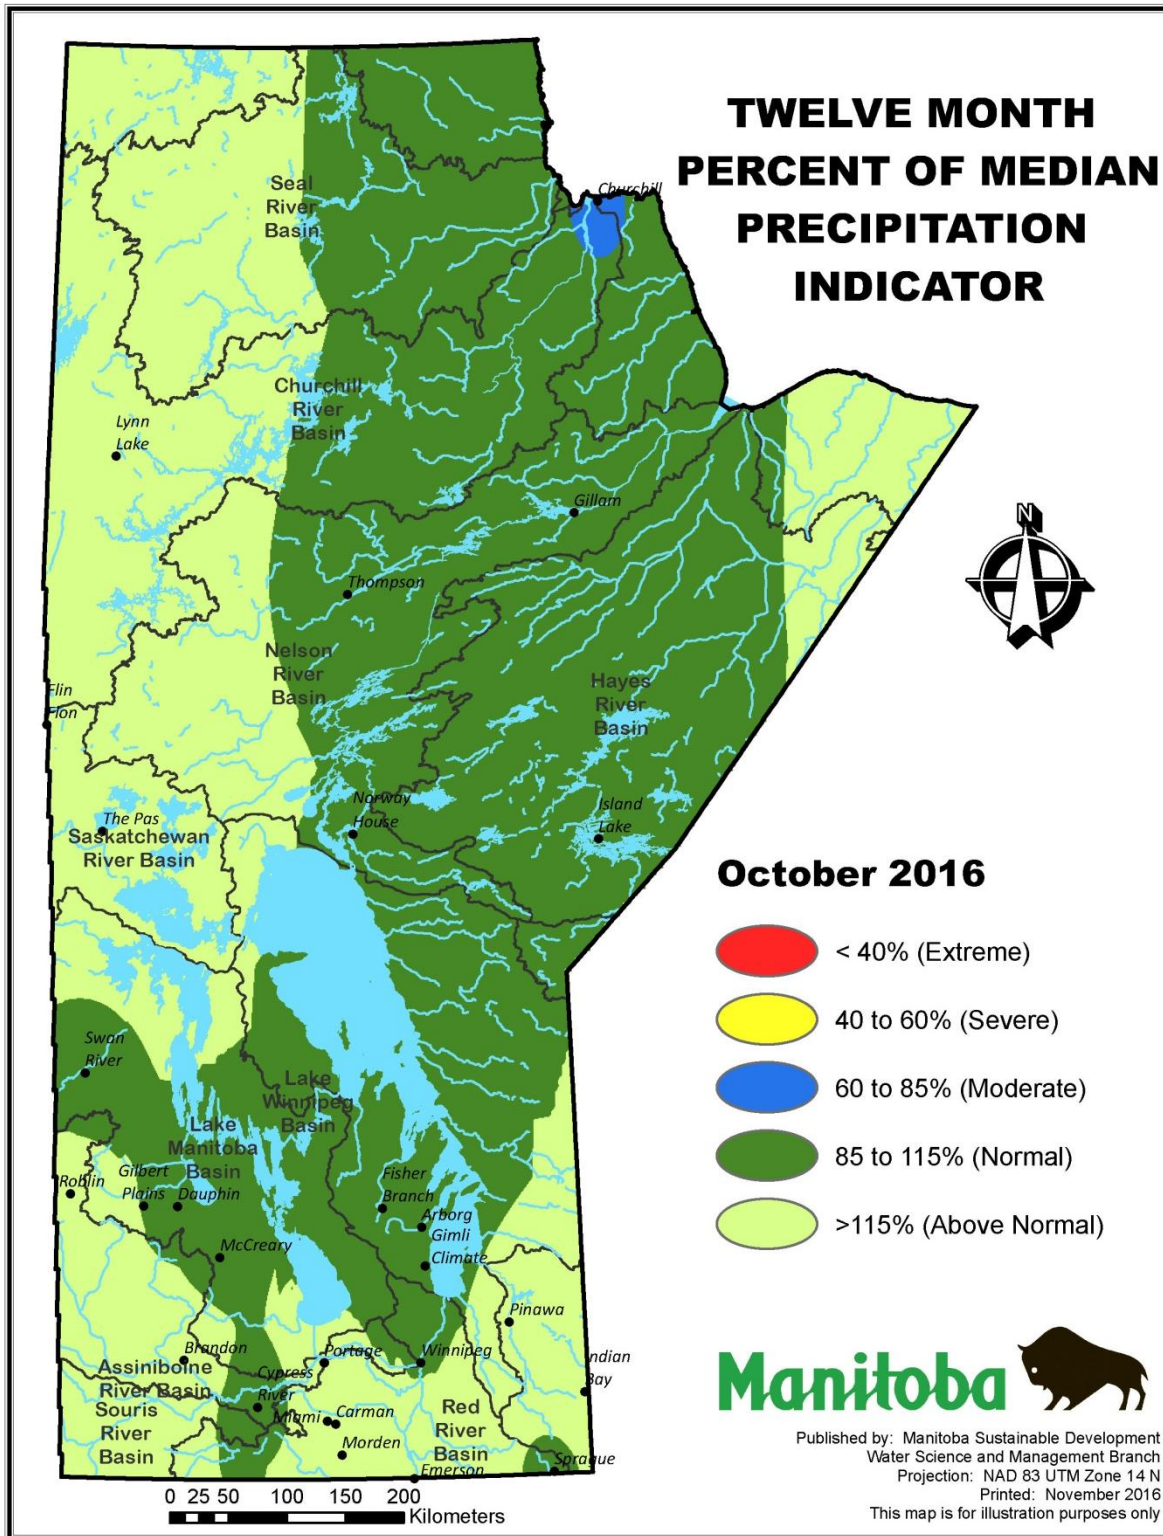 TWELVE MONTH
PERCENT OF MEDIAN
PRECIPITATION
INDICATOR
Churchill
Seal
River
Basin
Churchill
River
Basin
Lynn
Lake
Gillam
N
Thompson
Nelson
River
Basin
Hayes
River
Basin
Flin
Flon
Norway
House
Island
Lake
The Pas
Saskatchewan
River Basin
October 2016
< 40% (Extreme)
40 to 60% (Severe)
60 to 85% (Moderate)
85 to 115% (Normal)
>115% (Above Normal)
Swan
River
Lake
Winnipeg
Basin
Lake
Manitoba
Basin
Roblin
Gilbert
Plains
Dauphin
Fisher
Branch
Arborg
Gimli
Climate
McCreary
Pinawa
Brandon
Portage
Winnipeg
Indian
Bay
Assiniboine
River Basin
Cypress
River
Souris
River
Basin
Miami
Carman
Red
River
Basin
Morden
Emerson
Sprague
Manitoba
Published by: Manitoba Sustainable Development
Water Science and Management Branch
Projection: NAD 83 UTM Zone 14 N
Printed: November 2016
This map is for illustration purposes only
0 25 50 100 150 200
Kilometers